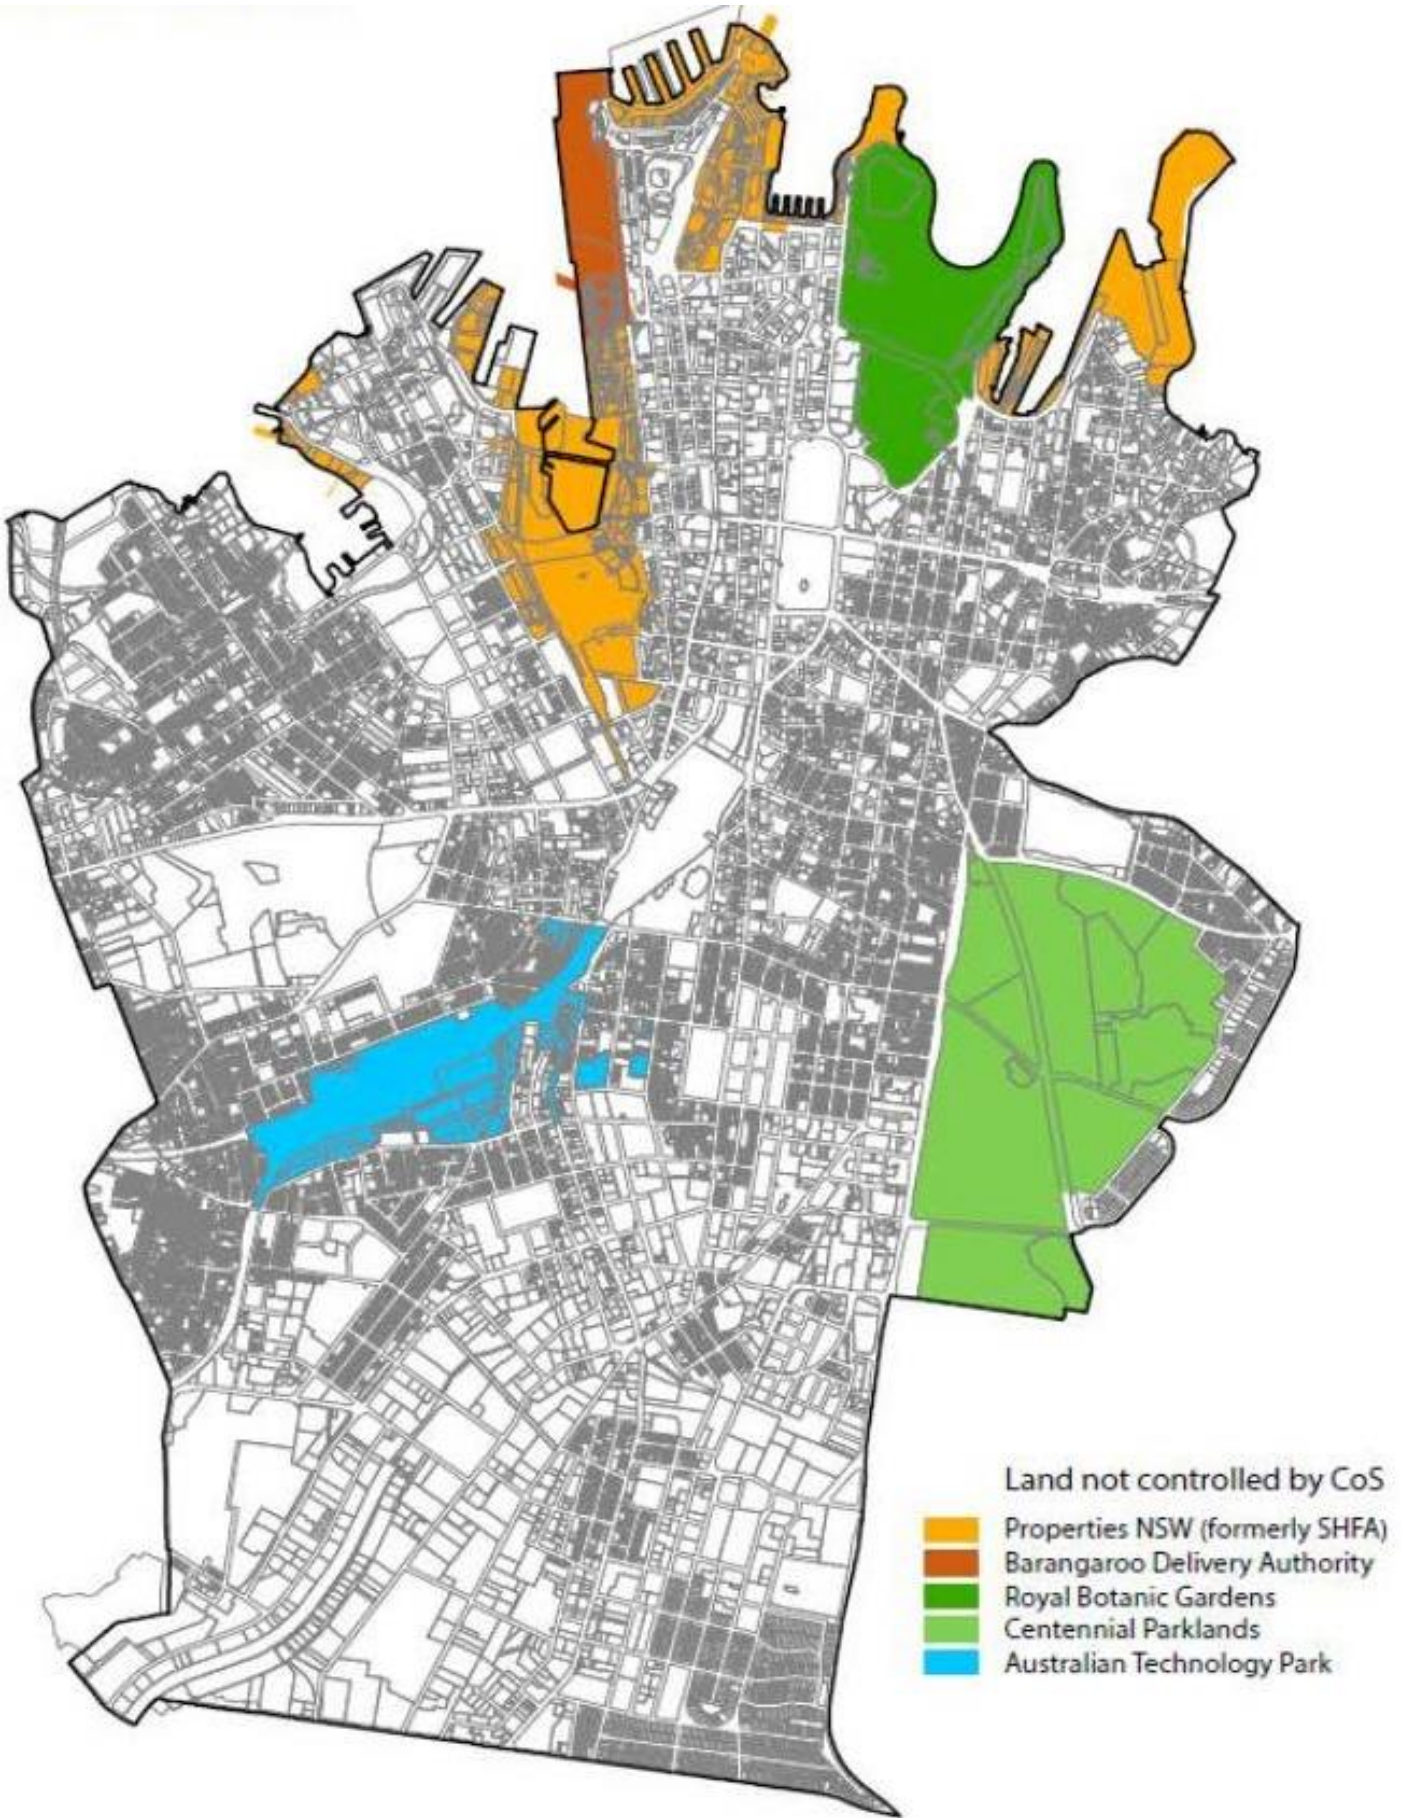 Land not controlled by CoS
Properties NSW (formerly SHFA)
Barangaroo Delivery Authority
Royal Botanic Gardens
Centennial Parklands
Australian Technology Park